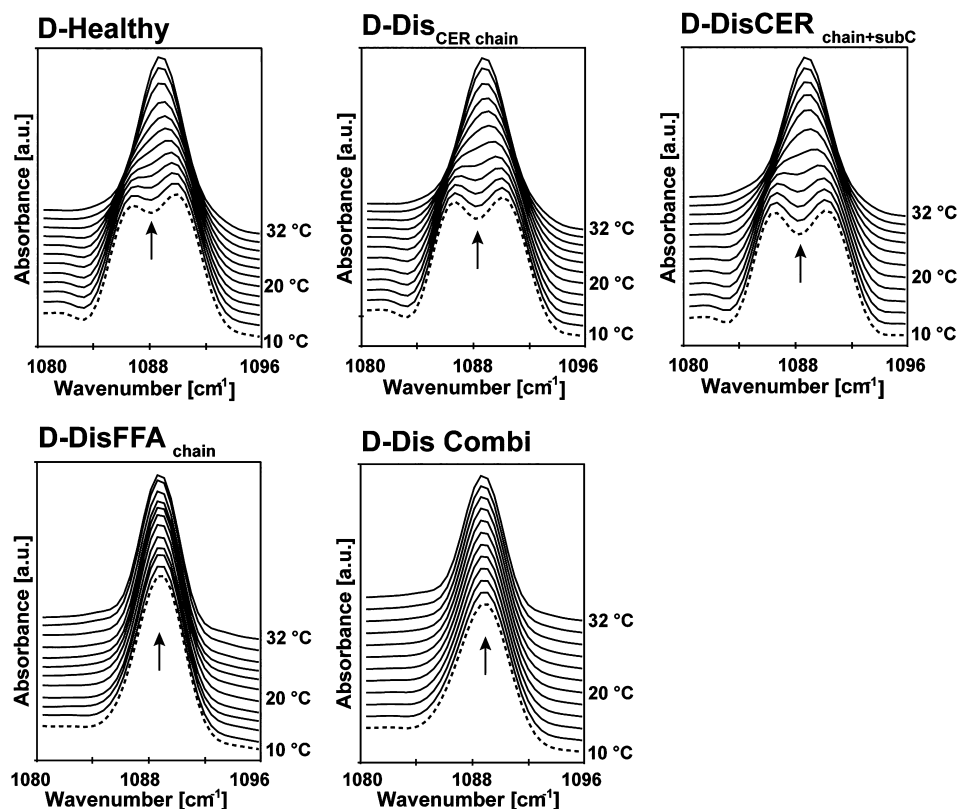 D-Healthy
Absorbance [a.u.]
32 °C
20 °C
10 °C
1080 1088 1096
Wavenumber [cm-1]
D-Dis CER chain
Absorbance [a.u.]
32 °C
20 °C
10 °C
1080 1088 1096
Wavenumber [cm-1]
D-DisCER chain+subC
Absorbance [a.u.]
32 °C
20 °C
10 °C
1080 1088 1096
Wavenumber [cm-1]
D-DisFFA chain
Absorbance [a.u.]
32 °C
20 °C
10 °C
1080 1088 1096
Wavenumber [cm-1]
D-Dis Combi
Absorbance [a.u.]
32 °C
20 °C
10 °C
1080 1088 1096
Wavenumber [cm-1]